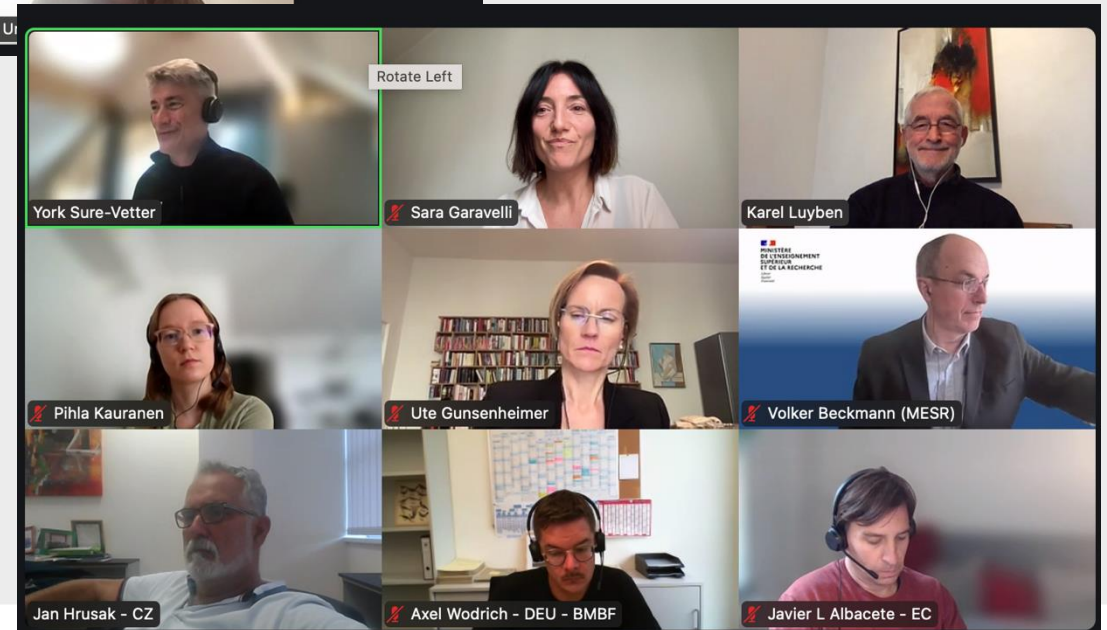 Ur
Rotate Left
York Sure-Vetter
Sara Garavelli
Karel Luyben
MINISTÈRE
DE L'ENSEIGNEMENT
SUPÉRIEUR
ET DE LA RECHERCHE
Pihla Kauranen
Ute Gunsenheimer
Volker Beckmann (MESR)
Jan Hrusak - CZ
Axel Wodrich - DEU - BMBF
Javier L Albacete - EC